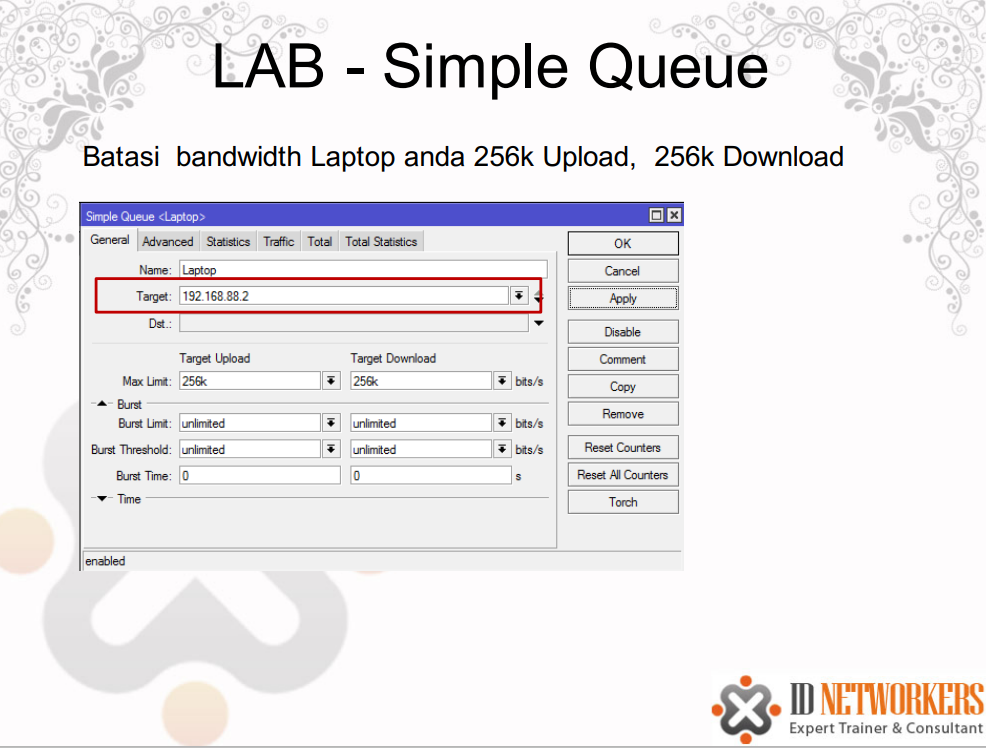 LAB - Simple Queue
Batasi bandwidth Laptop anda 256k Upload, 256k Download
Simple Queue <Laptop>
General Advanced Statistics Traffic Total Total Statistics
Name: Laptop
Target: 192.168.88.2
Dst.:
Target Upload Target Download
Max Limit: 256k 256k bits/s
Burst
Burst Limit: unlimited unlimited bits/s
Burst Threshold: unlimited unlimited bits/s
Burst Time: 0 0 s
Time
enabled
OK
Cancel
Apply
Disable
Comment
Copy
Remove
Reset Counters
Reset All Counters
Torch
ID NETWORKERS
Expert Trainer & Consultant